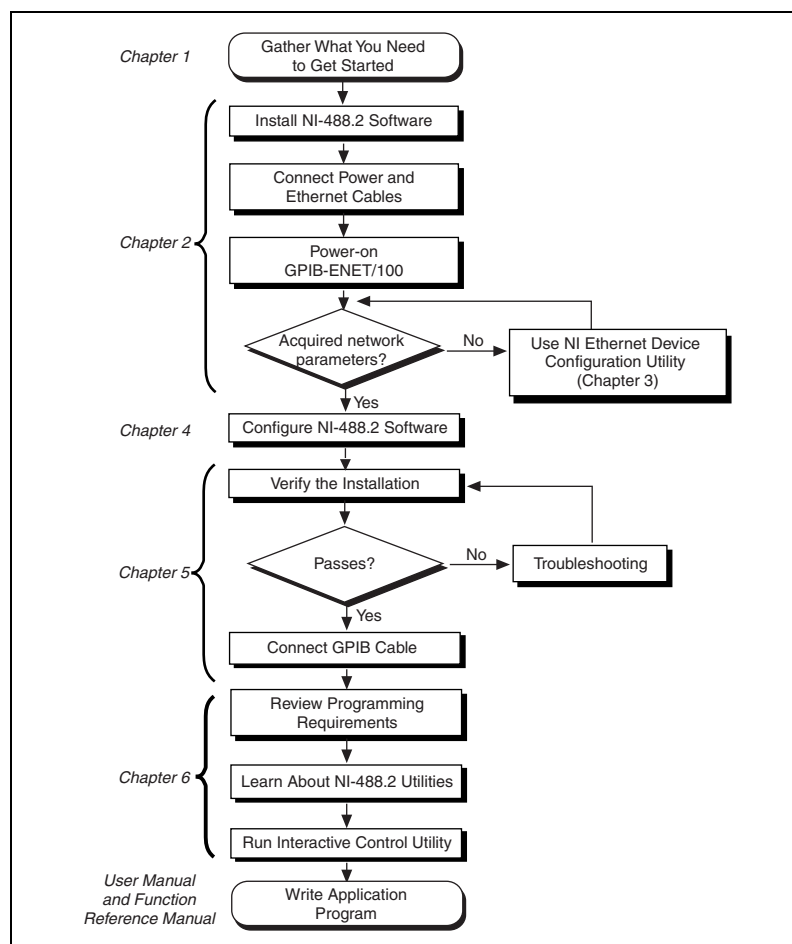 Chapter 1
Gather What You Need
to Get Started
Install NI-488.2 Software
Connect Power and
Ethernet Cables
Chapter 2
Power-on
GPIB-ENET/100
Acquired network
parameters?
No
Use NI Ethernet Device
Configuration Utility
(Chapter 3)
Yes
Chapter 4
Configure NI-488.2 Software
Verify the Installation
Chapter 5
Passes?
No
Troubleshooting
Yes
Connect GPIB Cable
Review Programming
Requirements
Chapter 6
Learn About NI-488.2 Utilities
Run Interactive Control Utility
User Manual
and Function
Reference Manual
Write Application
Program